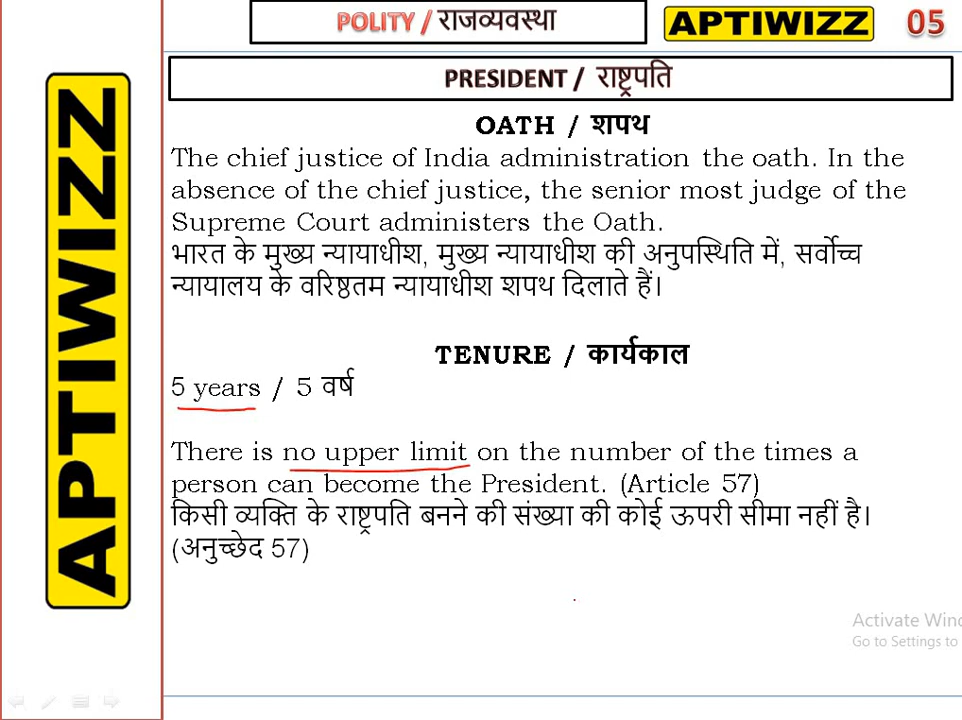 POLITY / राजव्यवस्था
APTIWIZZ
05
PRESIDENT / राष्ट्रपति
APTIWIZZ
OATH / शपथ
The chief justice of India administration the oath. In the
absence of the chief justice, the senior most judge of the
Supreme Court administers the Oath.
भारत के मुख्य न्यायाधीश, मुख्य न्यायाधीश की अनुपस्थिति में, सर्वोच्च
न्यायालय के वरिष्ठतम न्यायाधीश शपथ दिलाते हैं।
TENURE / कार्यकाल
5 years / 5 वर्ष
There is no upper limit on the number of the times a
person can become the President. (Article 57)
किसी व्यक्ति के राष्ट्रपति बनने की संख्या की कोई ऊपरी सीमा नहीं है।
(अनुच्छेद 57)
Activate Wind
Go to Settings to